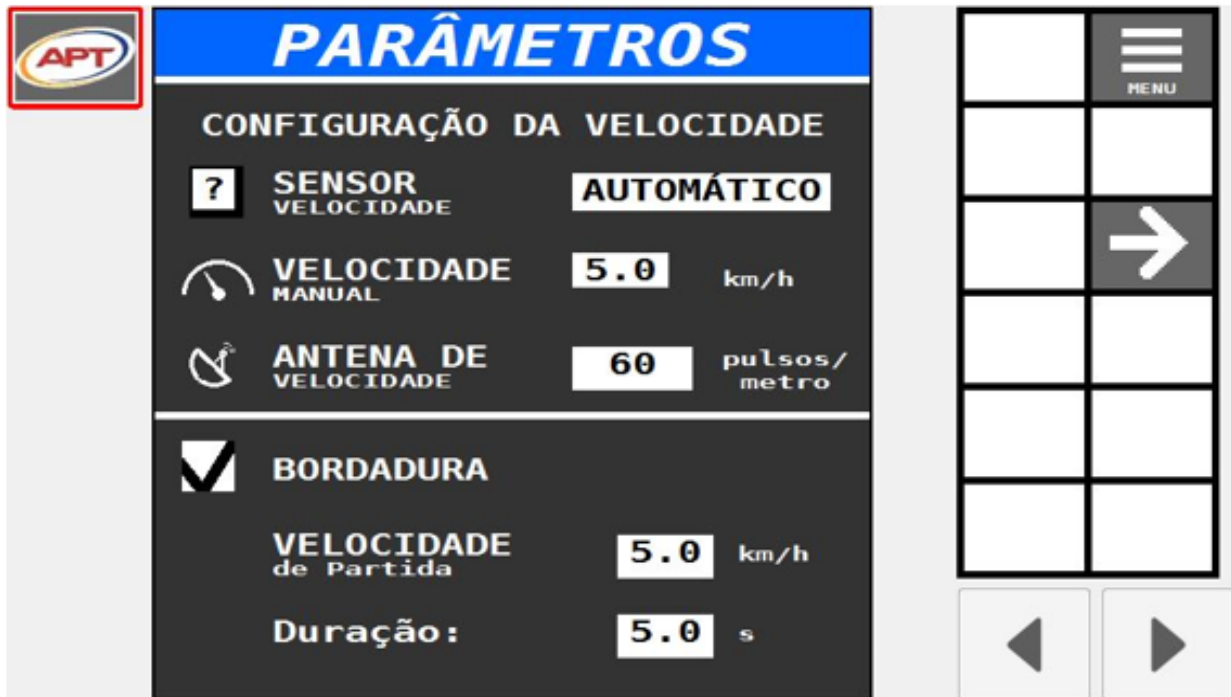 APT
PARÂMETROS
MENU
CONFIGURAÇÃO DA VELOCIDADE
?
SENSOR
VELOCIDADE
AUTOMÁTICO
VELOCIDADE
MANUAL
5.0 km/h
ANTENA DE
VELOCIDADE
60
pulsos/
metro
BORDADURA
VELOCIDADE
de Partida
5.0 km/h
Duração: 5.0 s